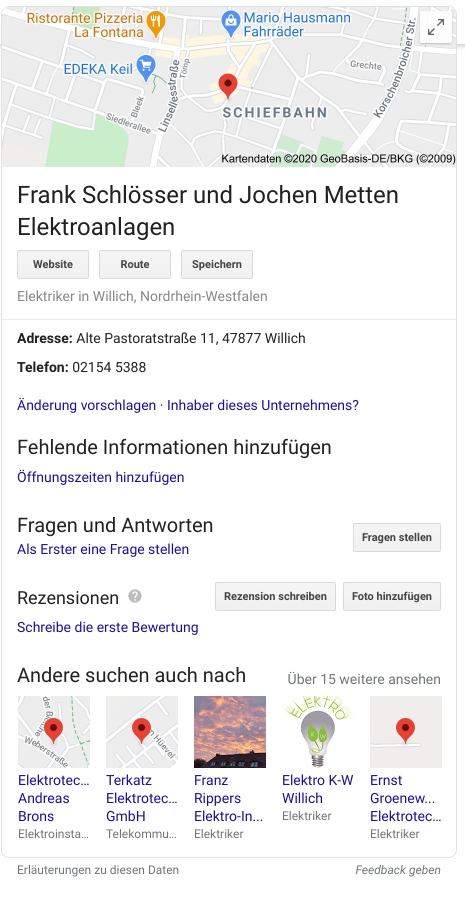 Ristorante Pizzeria
La Fontana
Mario Hausmann
Fahrräder
EDEKA Keil
Linsellesstraße
Tomp
Bleek
Siedlerallee
Grechte
Korschenbroicher Str.
SCHIEFBAHN
Kartendaten ©2020 GeoBasis-DE/BKG (©2009)
Frank Schlösser und Jochen Metten
Elektroanlagen
Website Route Speichern
Elektriker in Willich, Nordrhein-Westfalen
Adresse: Alte Pastoratstraße 11, 47877 Willich
Telefon: 02154 5388
Änderung vorschlagen · Inhaber dieses Unternehmens?
Fehlende Informationen hinzufügen
Öffnungszeiten hinzufügen
Fragen und Antworten
Fragen stellen
Als Erster eine Frage stellen
Rezensionen ? Rezension schreiben Foto hinzufügen
Schreibe die erste Bewertung
Andere suchen auch nach Über 15 weitere ansehen
Weberstraße
ELEKTRO
Elektrotec...
Andreas
Brons
Elektroinsta...
Terkatz
Elektrotec...
GmbH
Telekommu...
Franz
Rippers
Elektro-In...
Elektriker
Elektro K-W
Willich
Elektriker
Ernst
Groenew...
Elektrotec...
Elektriker
Erläuterungen zu diesen Daten Feedback geben